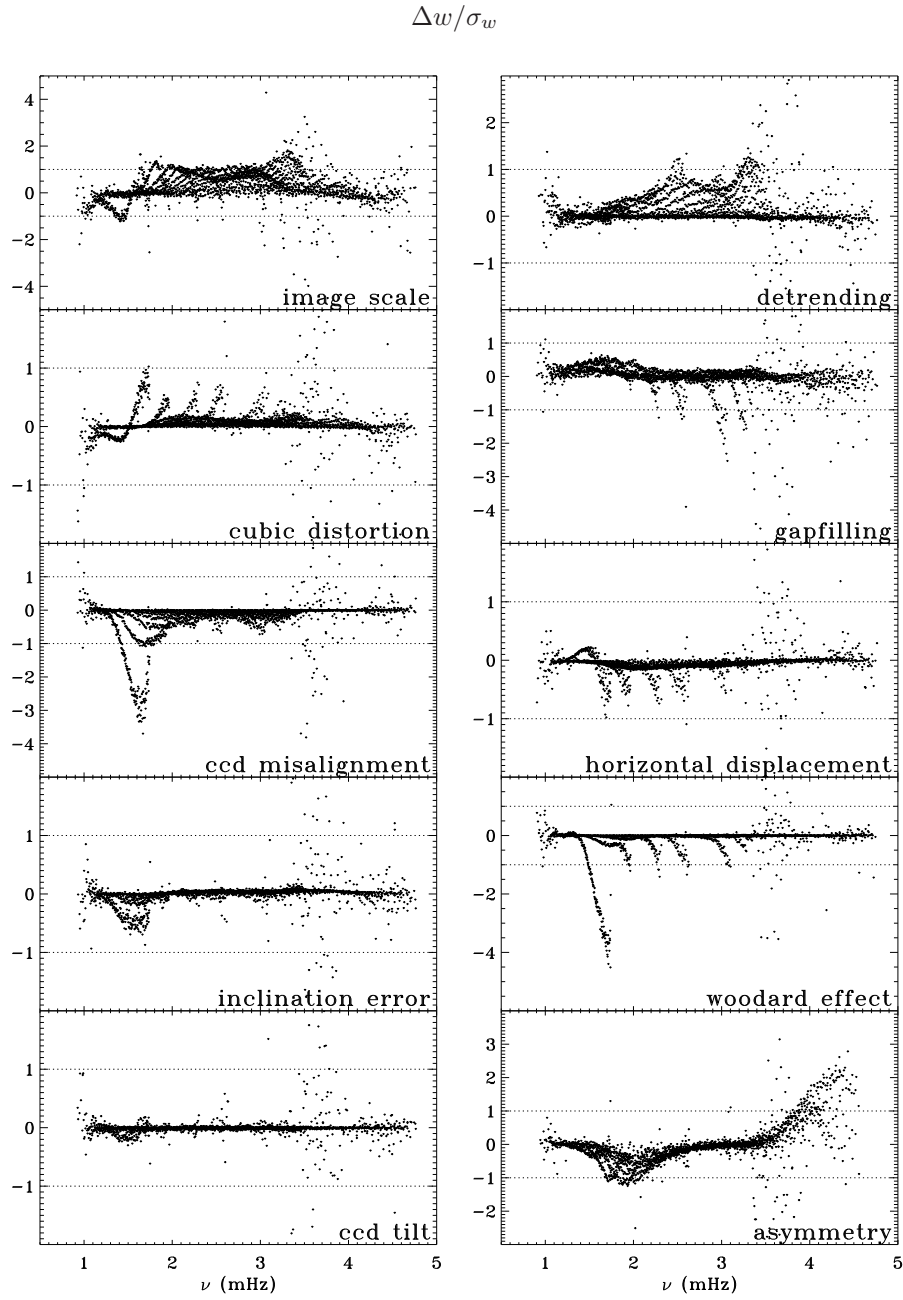 Δw/σ_w
4
2
0
−2
−4
image scale
2
1
0
−1
detrending
1
0
−1
cubic distortion
1
0
−1
−2
−3
−4
gapfilling
1
0
−1
−2
−3
−4
ccd misalignment
1
0
−1
horizontal displacement
1
0
−1
inclination error
0
−2
−4
woodard effect
1
0
−1
ccd tilt
3
2
1
0
−1
−2
asymmetry
1 2 3 4 5
1 2 3 4 5
ν (mHz)
ν (mHz)